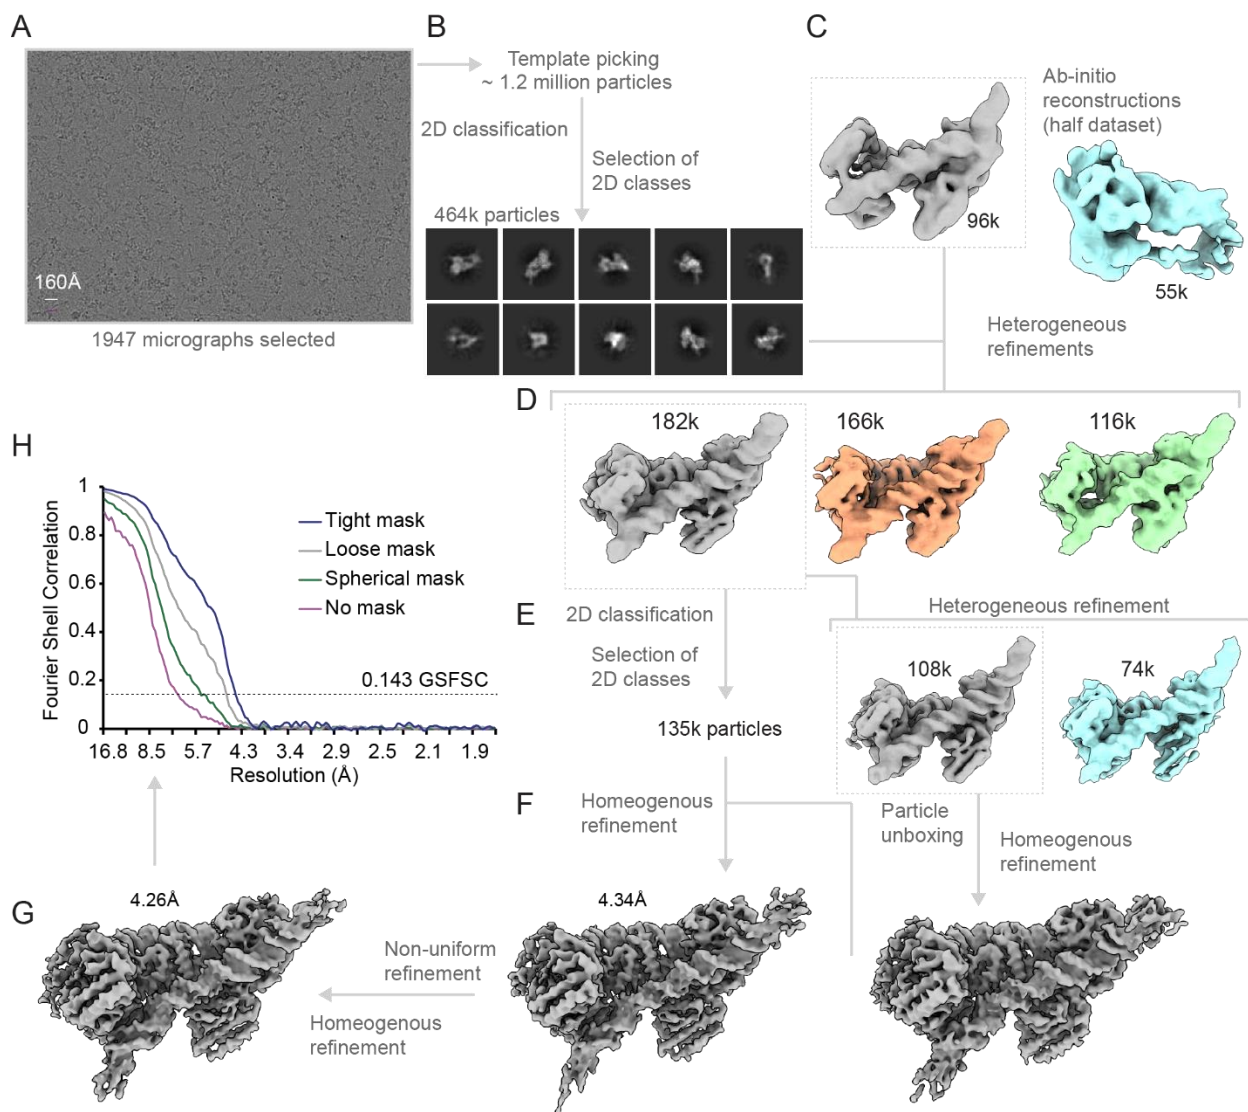 A
160Å
1947 micrographs selected
B
Template picking
~ 1.2 million particles
2D classification
Selection of
2D classes
464k particles
C
Ab-initio
reconstructions
(half dataset)
96k
55k
Heterogeneous
refinements
D
182k
166k
116k
H
Fourier Shell Correlation
1
0.8
0.6
0.4
0.2
0
Tight mask
Loose mask
Spherical mask
No mask
0.143 GSFSC
16.8 8.5 5.7 4.3 3.4 2.9 2.5 2.1 1.9
Resolution (Å)
E
2D classification
Selection of
2D classes
135k particles
Heterogeneous refinement
108k
74k
F
Homeogenous
refinement
Particle
unboxing
Homeogenous
refinement
4.34Å
G
4.26Å
Non-uniform
refinement
Homeogenous
refinement